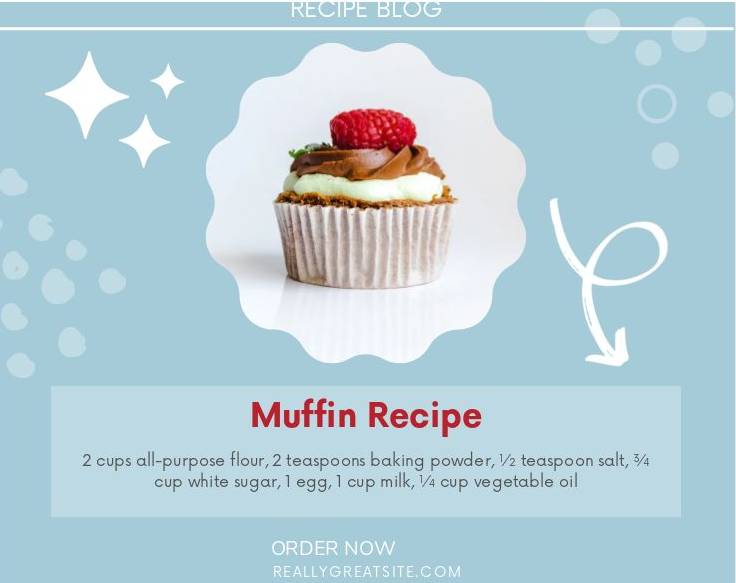 RECIPE BLOG
Muffin Recipe
2 cups all-purpose flour, 2 teaspoons baking powder, ½ teaspoon salt, ¾
cup white sugar, 1 egg, 1 cup milk, ¼ cup vegetable oil
ORDER NOW
REALLYGREATSITE.COM